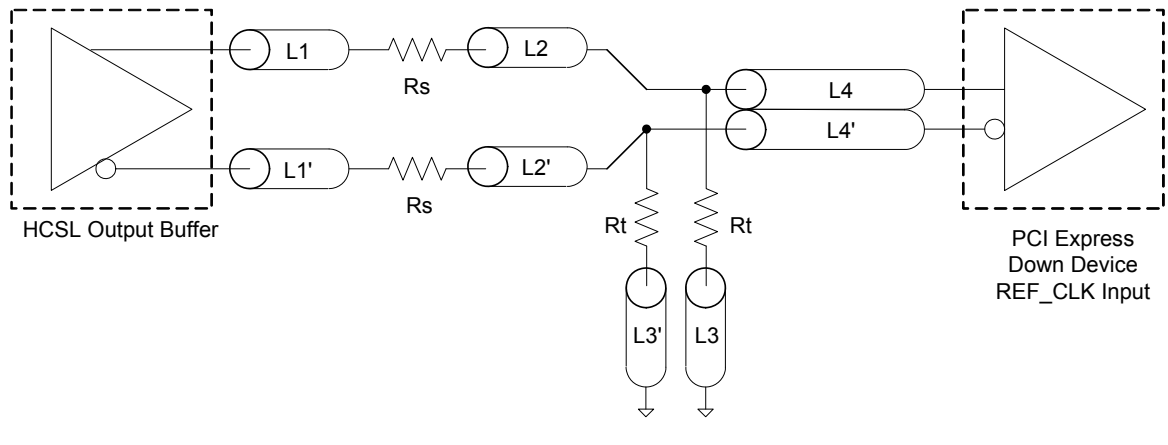 L1
Rs
L2
L4
L1'
Rs
L2'
L4'
HCSL Output Buffer
Rt
Rt
L3'
L3
PCI Express
Down Device
REF_CLK Input